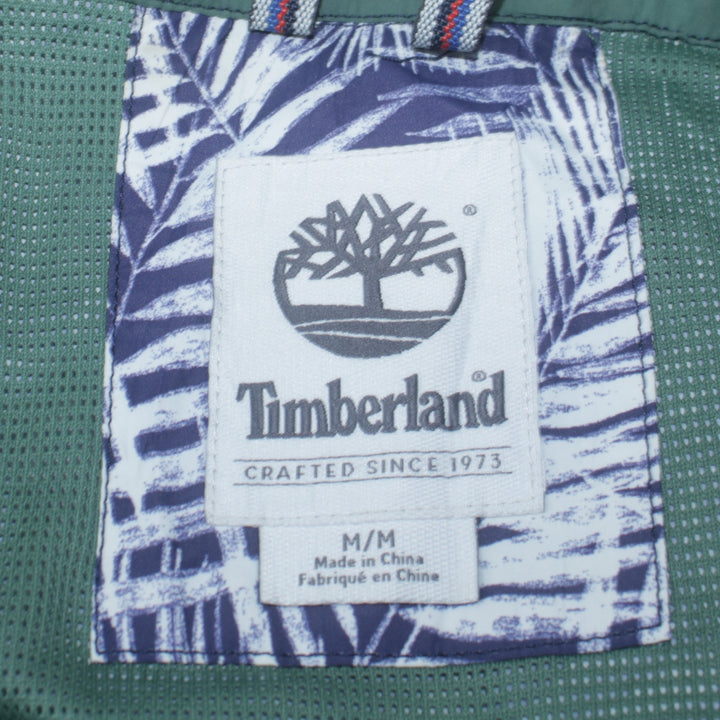 ®
Timberland®
CRAFTED SINCE 1973
M/M
Made in China
Fabriqué en Chine